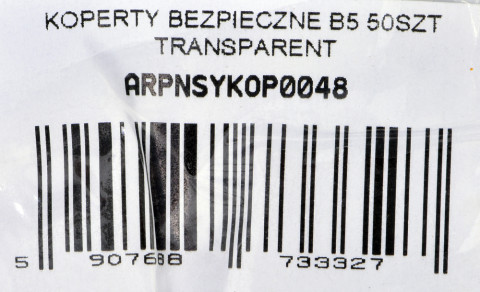 KOPERTY BEZPIECZNE B5 50SZT
TRANSPARENT
ARPNSYKOP0048
5 907688 733327